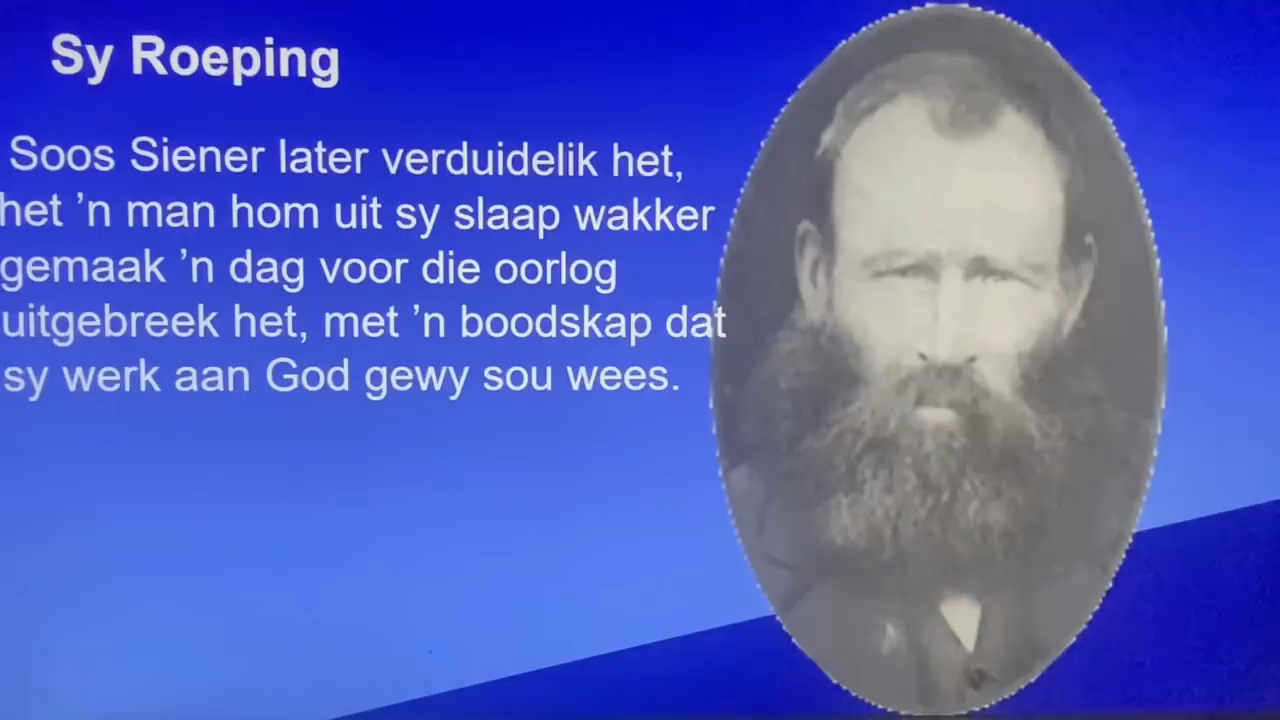 Sy Roeping
Soos Siener later verduidelik het,
het 'n man hom uit sy slaap wakker
gemaak 'n dag voor die oorlog
uitgebreek het, met 'n boodskap dat
sy werk aan God gewy sou wees.